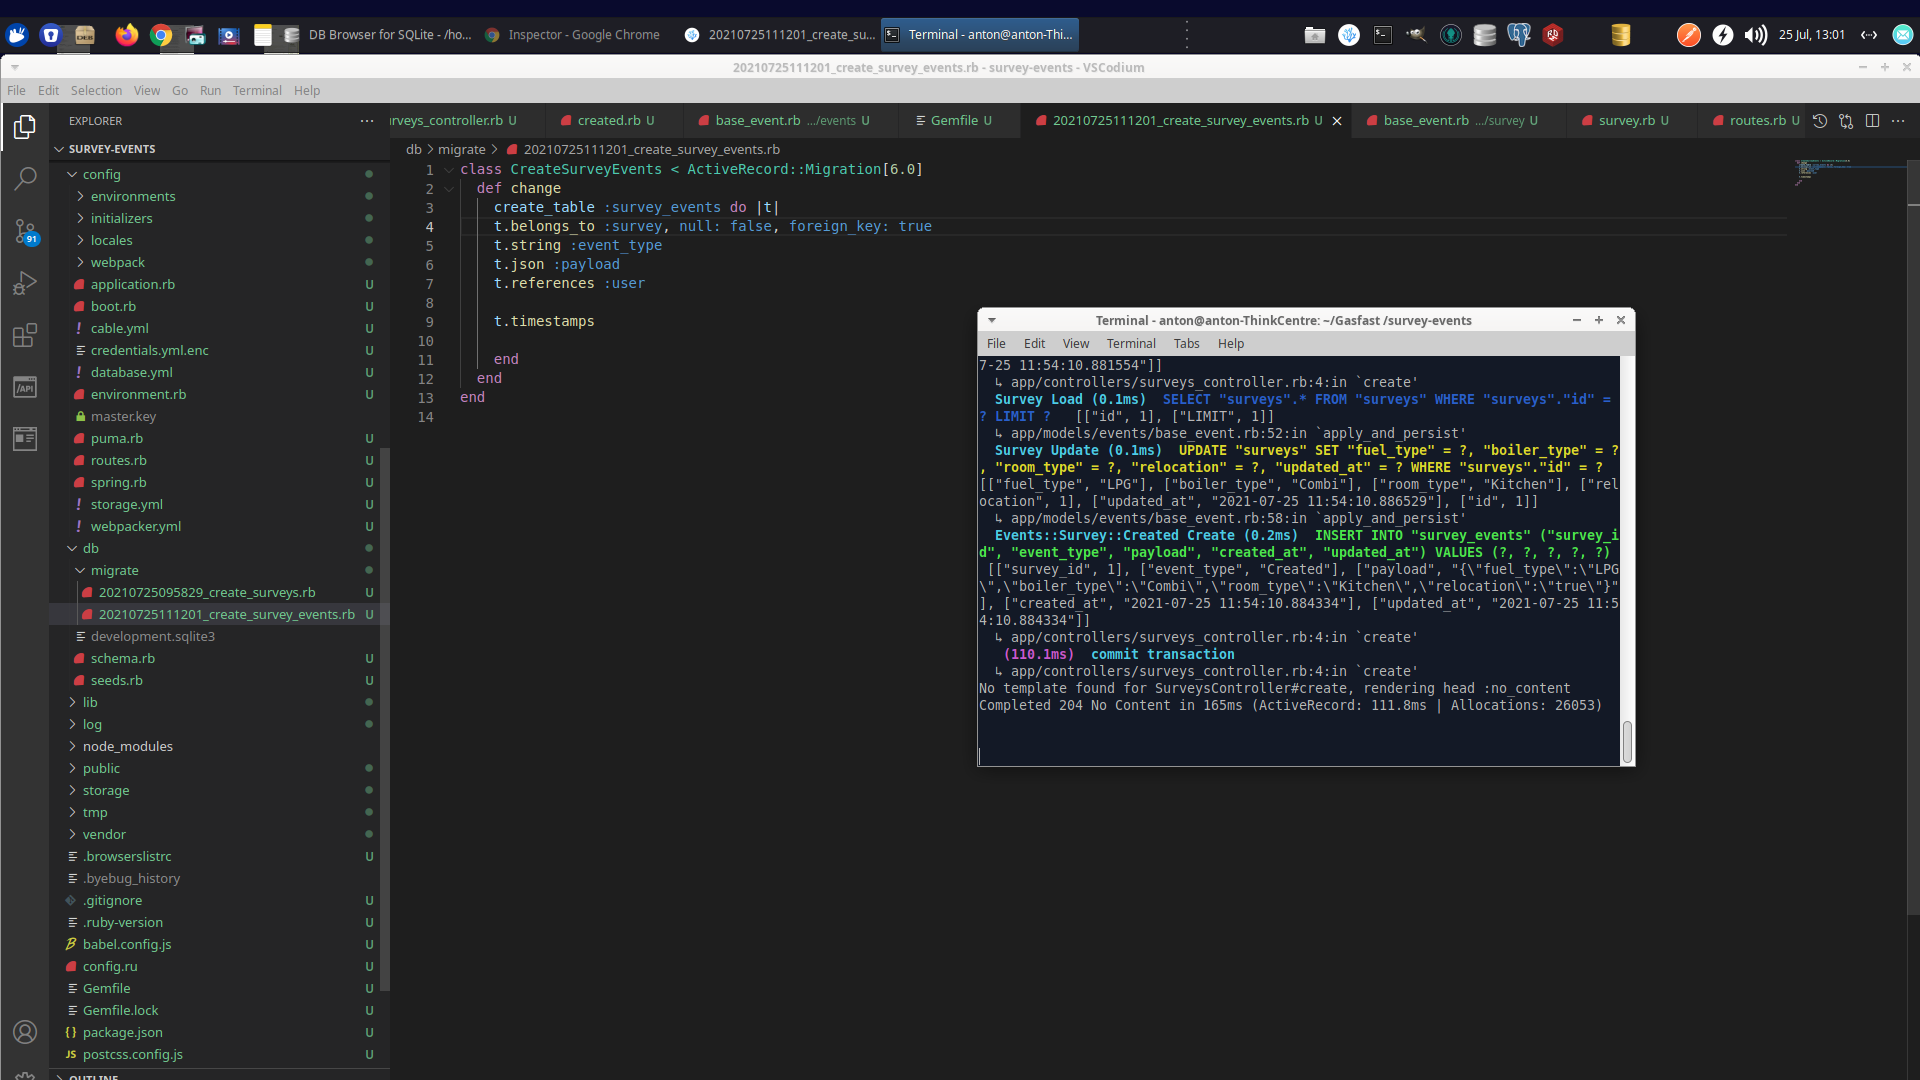 DB Browser for SQLite - /ho...
Inspector - Google Chrome
20210725111201_create_su...
Terminal - anton@anton-Thi...
25 Jul, 13:01
20210725111201_create_survey_events.rb - survey-events - VSCodium
File Edit Selection View Go Run Terminal Help
EXPLORER
rveys_controller.rb U
created.rb U
base_event.rb .../events U
Gemfile U
20210725111201_create_survey_events.rb U
base_event.rb .../survey U
survey.rb U
routes.rb U
SURVEY-EVENTS
config
environments
initializers
locales
webpack
application.rb U
boot.rb U
! cable.yml U
credentials.yml.enc U
! database.yml U
environment.rb U
master.key
puma.rb U
routes.rb U
spring.rb U
! storage.yml U
! webpacker.yml U
db
migrate
20210725095829_create_surveys.rb U
20210725111201_create_survey_events.rb U
development.sqlite3
schema.rb U
seeds.rb U
lib
log
node_modules
public
storage
tmp
vendor
.browserslistrc U
.byebug_history
.gitignore U
.ruby-version U
babel.config.js U
config.ru U
Gemfile U
Gemfile.lock U
{} package.json U
JS postcss.config.js U
OUTLINE
91
API
db > migrate > 20210725111201_create_survey_events.rb
1 class CreateSurveyEvents < ActiveRecord::Migration[6.0]
2 def change
3 create_table :survey_events do |t|
4 t.belongs_to :survey, null: false, foreign_key: true
5 t.string :event_type
6 t.json :payload
7 t.references :user
8
9 t.timestamps
10
11 end
12 end
13 end
14
Terminal - anton@anton-ThinkCentre: ~/Gasfast /survey-events
File Edit View Terminal Tabs Help
7-25 11:54:10.881554"]]
↳ app/controllers/surveys_controller.rb:4:in `create'
Survey Load (0.1ms) SELECT "surveys".* FROM "surveys" WHERE "surveys"."id" =
? LIMIT ? [["id", 1], ["LIMIT", 1]]
↳ app/models/events/base_event.rb:52:in `apply_and_persist'
Survey Update (0.1ms) UPDATE "surveys" SET "fuel_type" = ?, "boiler_type" = ?
, "room_type" = ?, "relocation" = ?, "updated_at" = ? WHERE "surveys"."id" = ?
[["fuel_type", "LPG"], ["boiler_type", "Combi"], ["room_type", "Kitchen"], ["rel
ocation", 1], ["updated_at", "2021-07-25 11:54:10.886529"], ["id", 1]]
↳ app/models/events/base_event.rb:58:in `apply_and_persist'
Events::Survey::Created Create (0.2ms) INSERT INTO "survey_events" ("survey_i
d", "event_type", "payload", "created_at", "updated_at") VALUES (?, ?, ?, ?, ?)
[["survey_id", 1], ["event_type", "Created"], ["payload", "{\"fuel_type\":\"LPG
\",\"boiler_type\":\"Combi\",\"room_type\":\"Kitchen\",\"relocation\":\"true\"}"
], ["created_at", "2021-07-25 11:54:10.884334"], ["updated_at", "2021-07-25 11:5
4:10.884334"]]
↳ app/controllers/surveys_controller.rb:4:in `create'
(110.1ms) commit transaction
↳ app/controllers/surveys_controller.rb:4:in `create'
No template found for SurveysController#create, rendering head :no_content
Completed 204 No Content in 165ms (ActiveRecord: 111.8ms | Allocations: 26053)